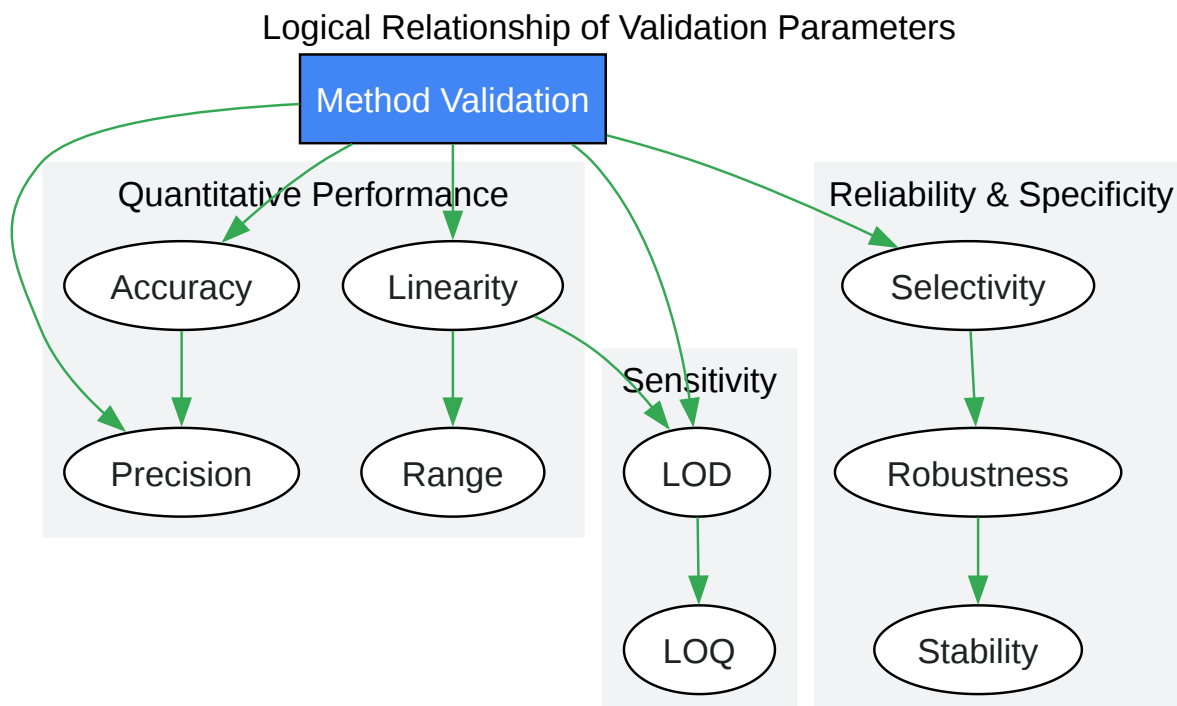 Logical Relationship of Validation Parameters
Method Validation
Quantitative Performance
Reliability & Specificity
Accuracy
Linearity
Selectivity
Sensitivity
Precision
Range
LOD
Robustness
LOQ
Stability